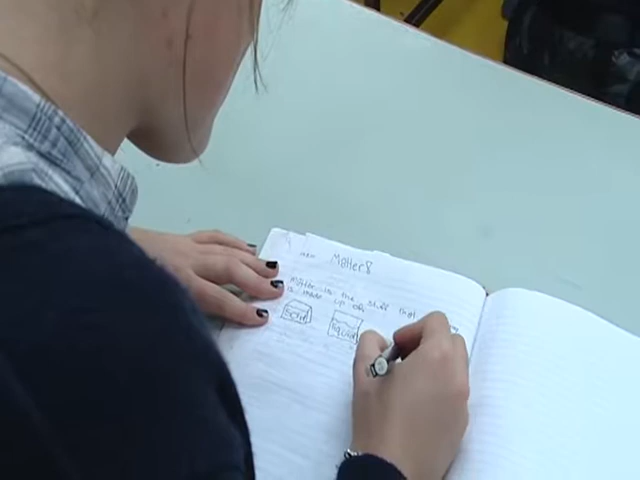 Matter
Matter is the stuff that
is made up of.
solid
liquid